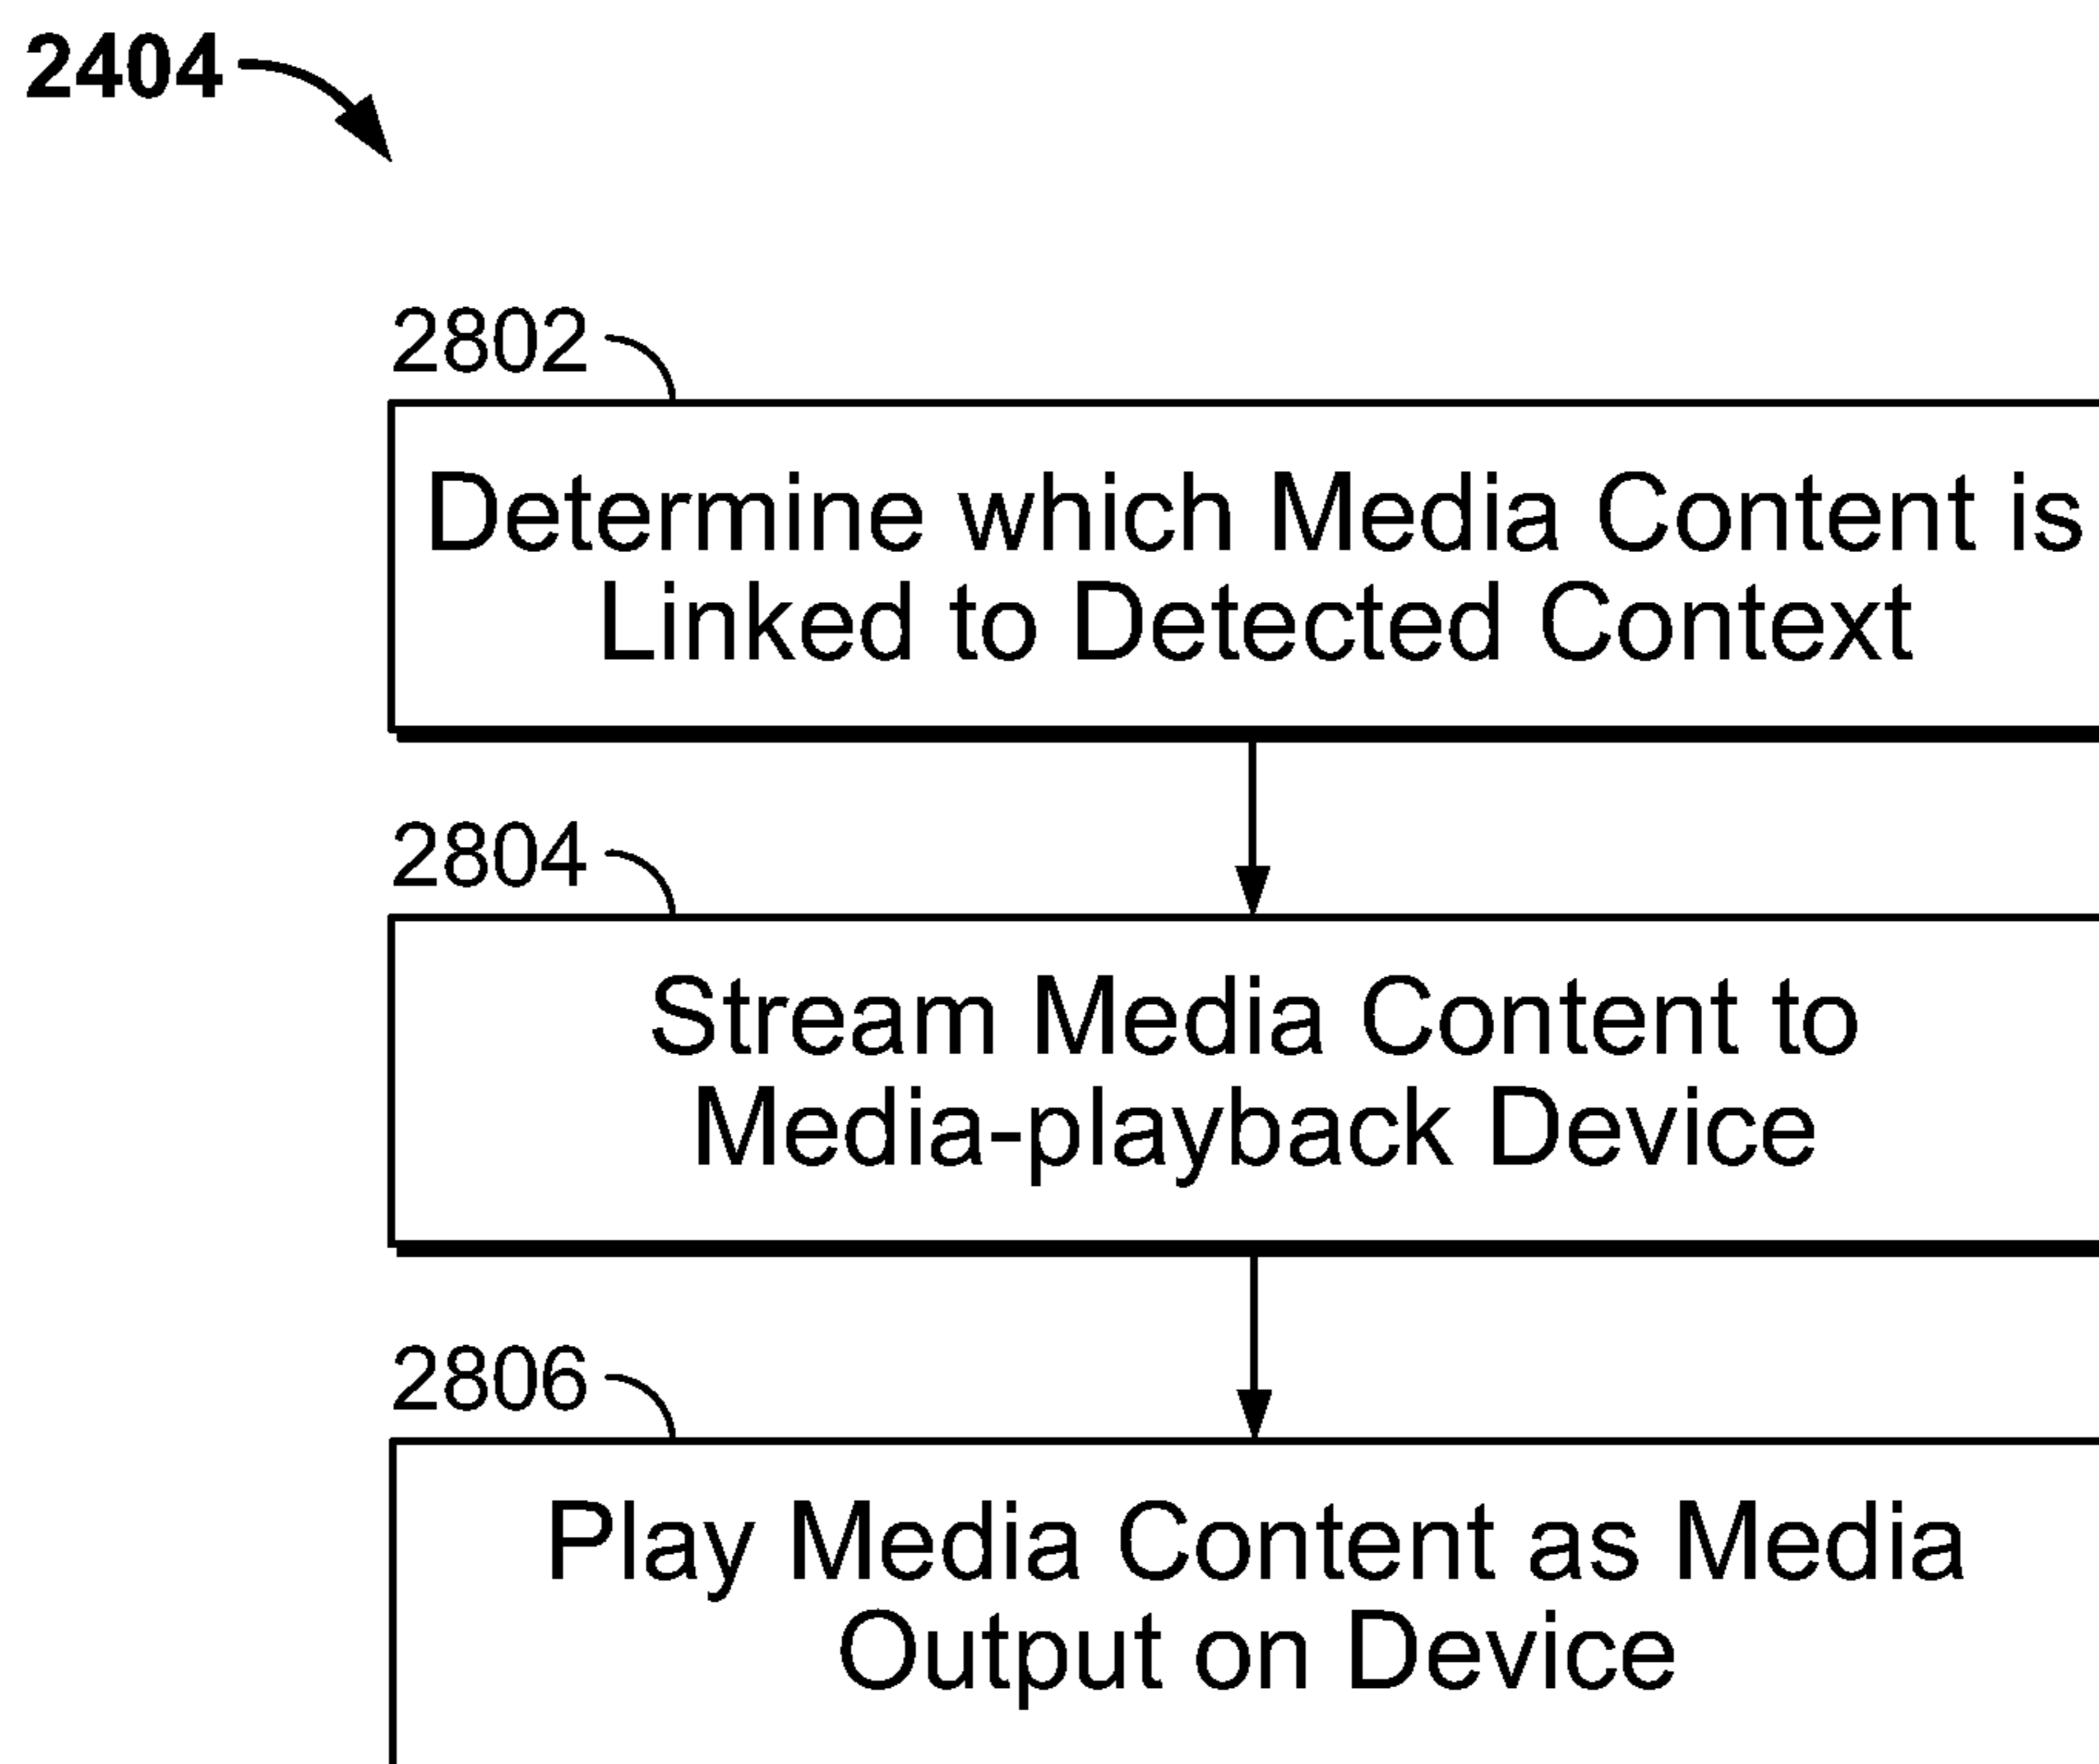 2404
2802
Determine which Media Content is
Linked to Detected Context
2804
Stream Media Content to
Media-playback Device
2806
Play Media Content as Media
Output on Device